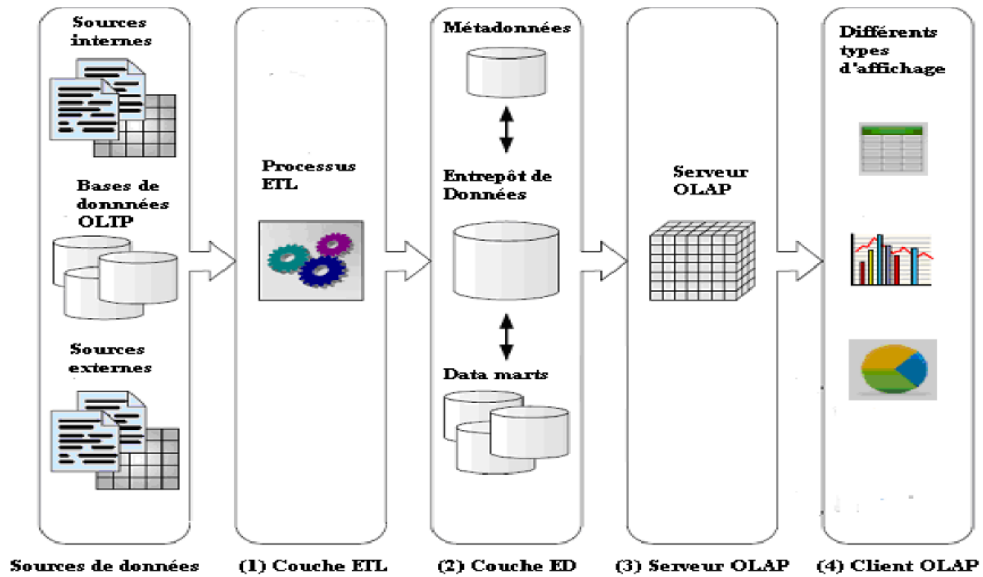 Sources
internes
Bases de
donnnées
OLTP
Sources
externes
Sources de données
Processus
ETL
(1) Couche ETL
Métadonnées
Entrepôt de
Données
Data marts
(2) Couche ED
Serveur
OLAP
(3) Serveur OLAP
Différents
types
d'affichage
(4) Client OLAP